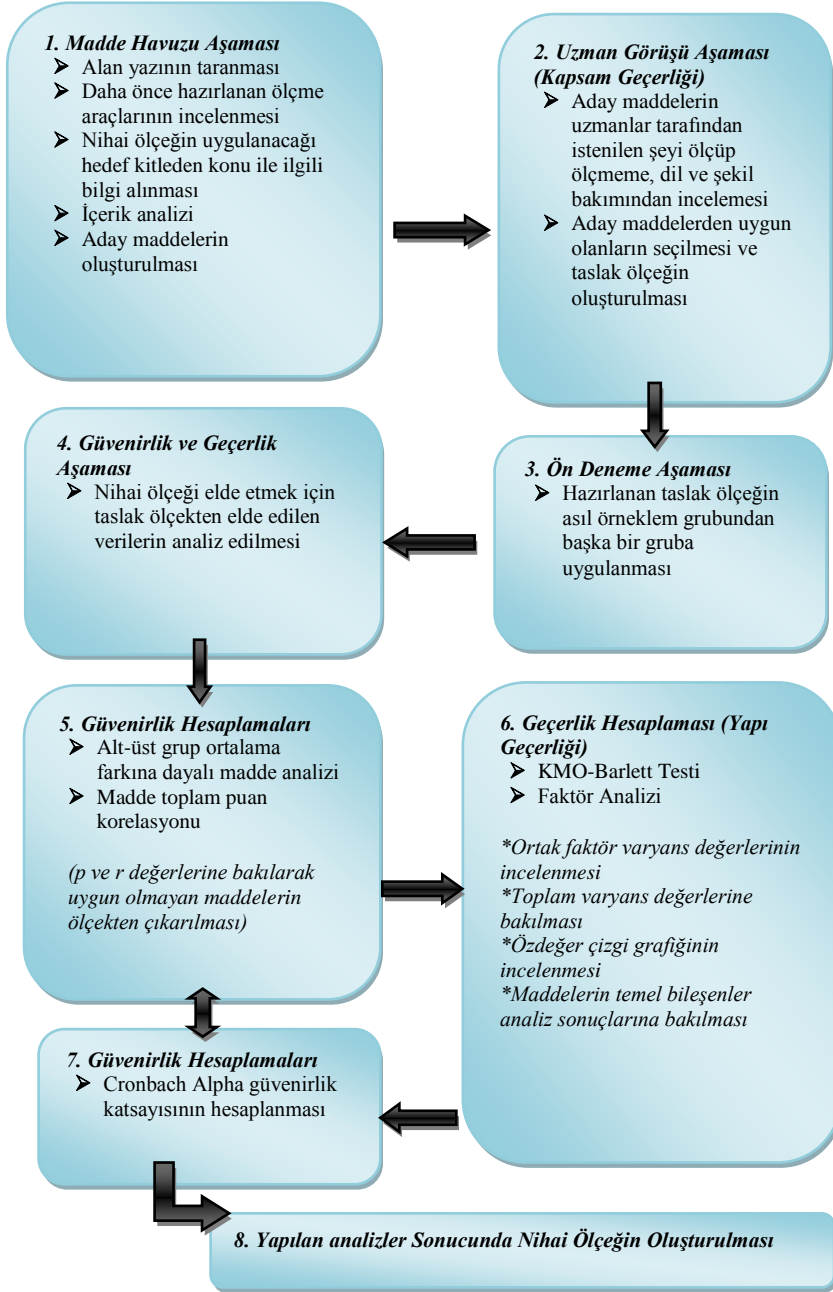 1. Madde Havuzu Aşaması
➢ Alan yazının taranması
➢ Daha önce hazırlanan ölçme
araçlarının incelenmesi
➢ Nihai ölçeğin uygulanacağı
hedef kitleden konu ile ilgili
bilgi alınması
➢ İçerik analizi
➢ Aday maddelerin
oluşturulması
2. Uzman Görüşü Aşaması
(Kapsam Geçerliği)
➢ Aday maddelerin
uzmanlar tarafından
istenilen şeyi ölçüp
ölçmeme, dil ve şekil
bakımından incelemesi
➢ Aday maddelerden uygun
olanların seçilmesi ve
taslak ölçeğin
oluşturulması
3. Ön Deneme Aşaması
➢ Hazırlanan taslak ölçeğin
asıl örneklem grubundan
başka bir gruba
uygulanması
4. Güvenirlik ve Geçerlik
Aşaması
➢ Nihai ölçeği elde etmek için
taslak ölçekten elde edilen
verilerin analiz edilmesi
5. Güvenirlik Hesaplamaları
➢ Alt-üst grup ortalama
farkına dayalı madde analizi
➢ Madde toplam puan
korelasyonu
(p ve r değerlerine bakılarak
uygun olmayan maddelerin
ölçekten çıkarılması)
6. Geçerlik Hesaplaması (Yapı
Geçerliği)
➢ KMO-Barlett Testi
➢ Faktör Analizi
*Ortak faktör varyans değerlerinin
incelenmesi
*Toplam varyans değerlerine
bakılması
*Özdeğer çizgi grafiğinin
incelenmesi
*Maddelerin temel bileşenler
analiz sonuçlarına bakılması
7. Güvenirlik Hesaplamaları
➢ Cronbach Alpha güvenirlik
katsayısının hesaplanması
8. Yapılan analizler Sonucunda Nihai Ölçeğin Oluşturulması